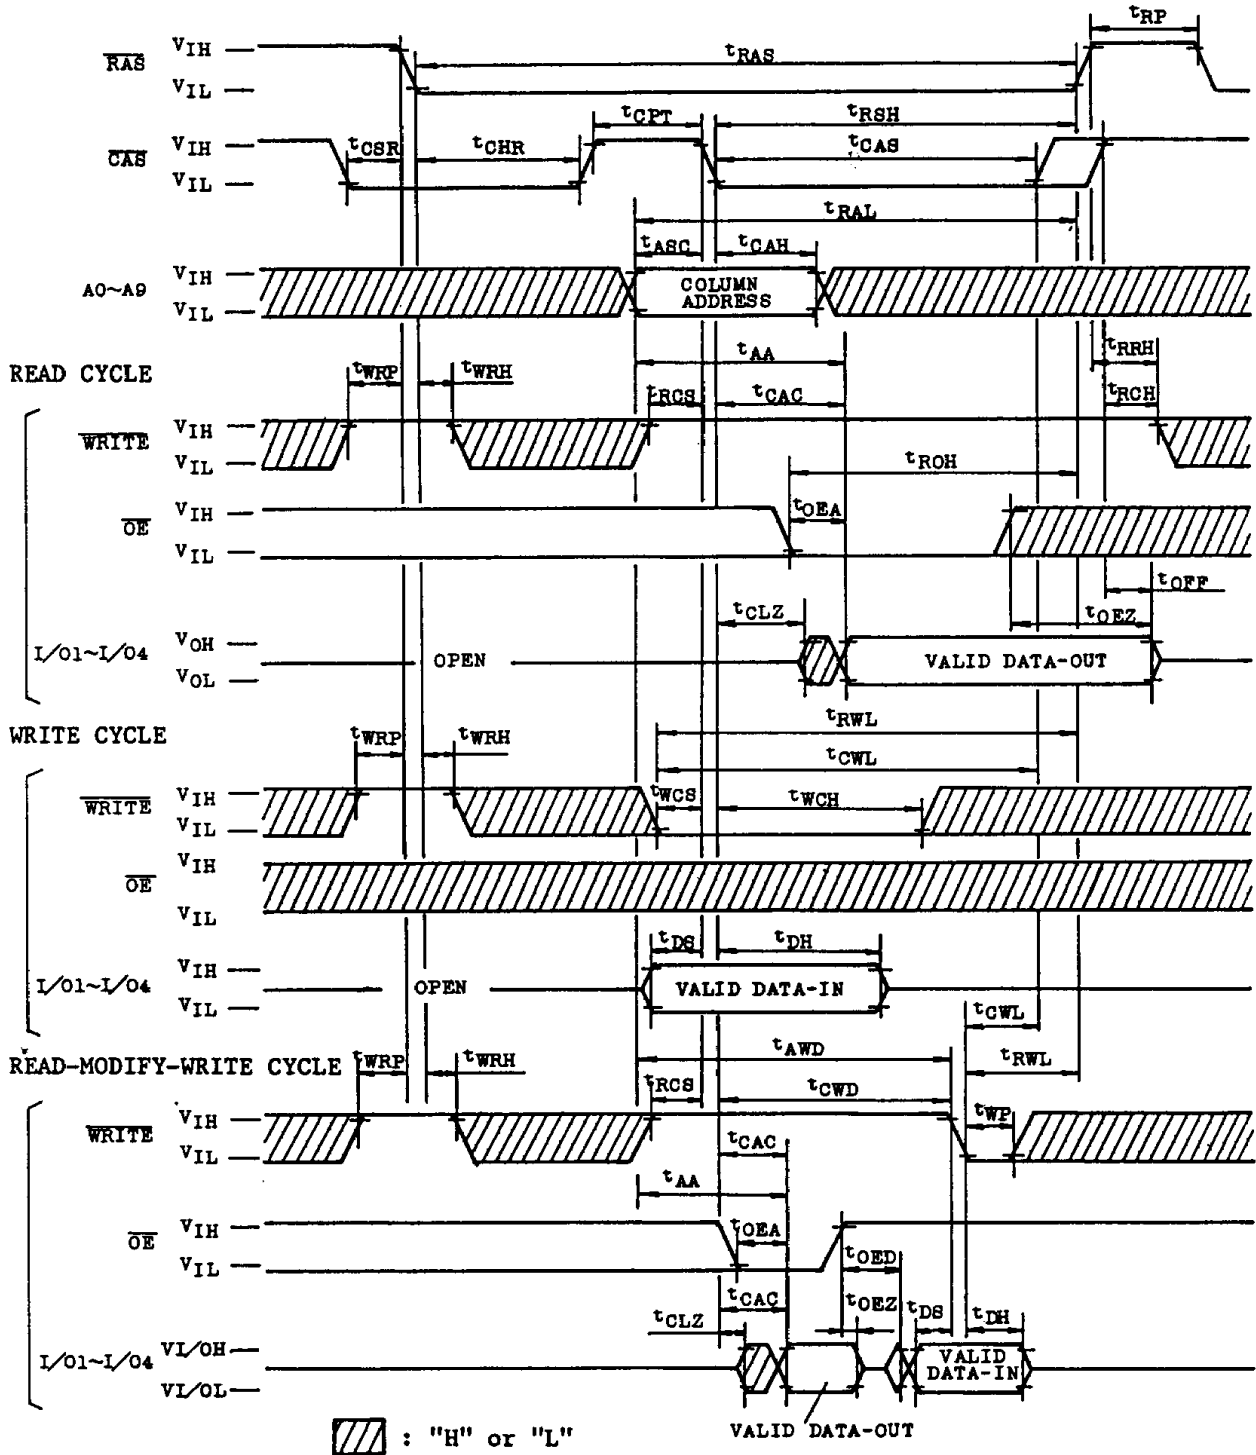 tRP
RAS VIH
tRAS
VIL
tCPT tRSH
CAS VIH tCSR tCHR tCAS
VIL
tRAL
tASC tCAH
A0~A9 VIH COLUMN
VIL ADDRESS
tAA tRRH
READ CYCLE tWRP tWRH
tRCS tCAC tRCH
WRITE VIH
VIL
tROH
OE VIH tOEA
VIL
tOFF
tCLZ tOEZ
I/O1~I/O4 VOH
OPEN VALID DATA-OUT
VOL
tRWL
WRITE CYCLE tWRP tWRH
tCWL
WRITE VIH tWCS tWCH
VIL
OE VIH
VIL
tDS tDH
VIH
I/O1~I/O4 OPEN VALID DATA-IN
VIL
tCWL
tAWD
READ-MODIFY-WRITE CYCLE tWRP tWRH tRWL
tRCS tCWD
WRITE VIH tWP
VIL tCAC
tAA
OE VIH tOEA
VIL tOED
tCAC tOEZ
tCLZ tDS tDH
I/O1~I/O4 VI/OH VALID
DATA-IN
VI/OL
VALID DATA-OUT
: "H" or "L"